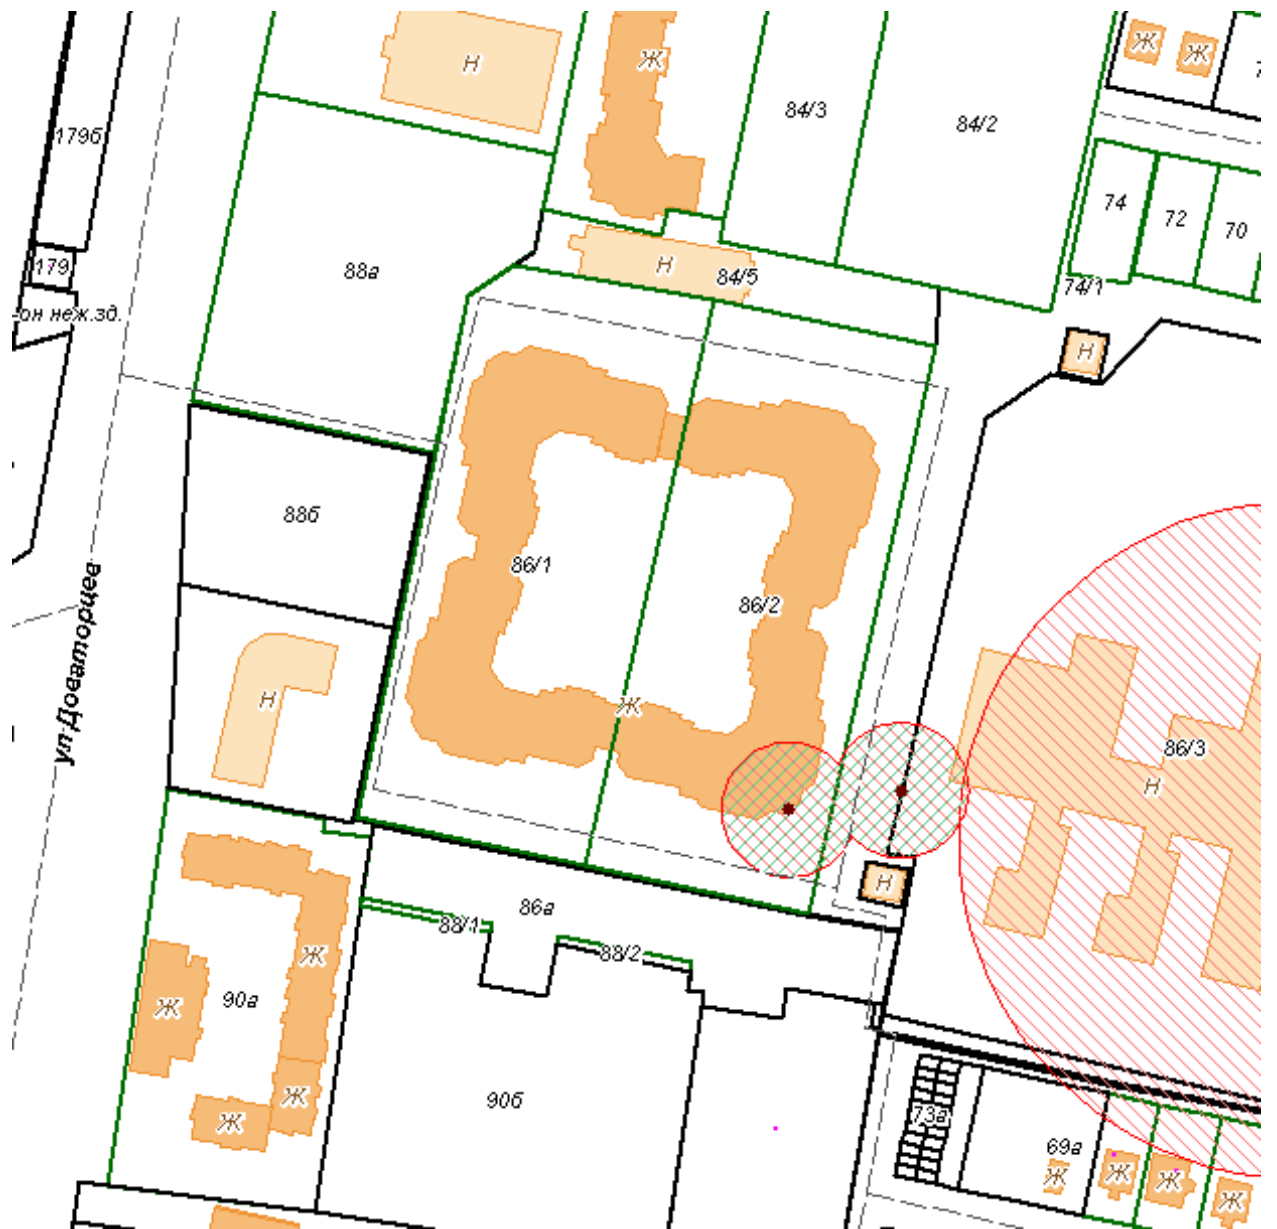 Ж
Ж
Ж
Н
84/3
84/2
179б
74
72
70
88а
Н
84/5
179
74/1
он неж.зд.
Н
88б
86/1
86/2
ул Доваторцев
Н
Ж
86/3
Н
Н
86а
88/1
88/2
Ж
90а
Ж
Ж
Ж
90б
73а
69а
Ж
Ж
Ж
Ж